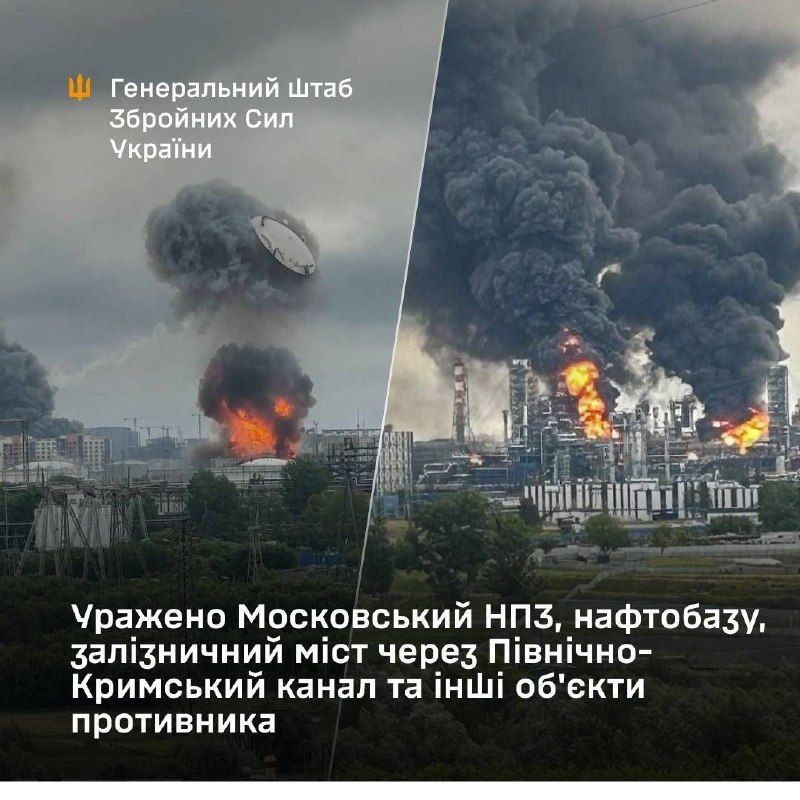 Генеральний штаб
Збройних Сил
України
Уражено Московський НПЗ, нафтобазу,
залізничний міст через Північно-
Кримський канал та інші об'єкти
противника